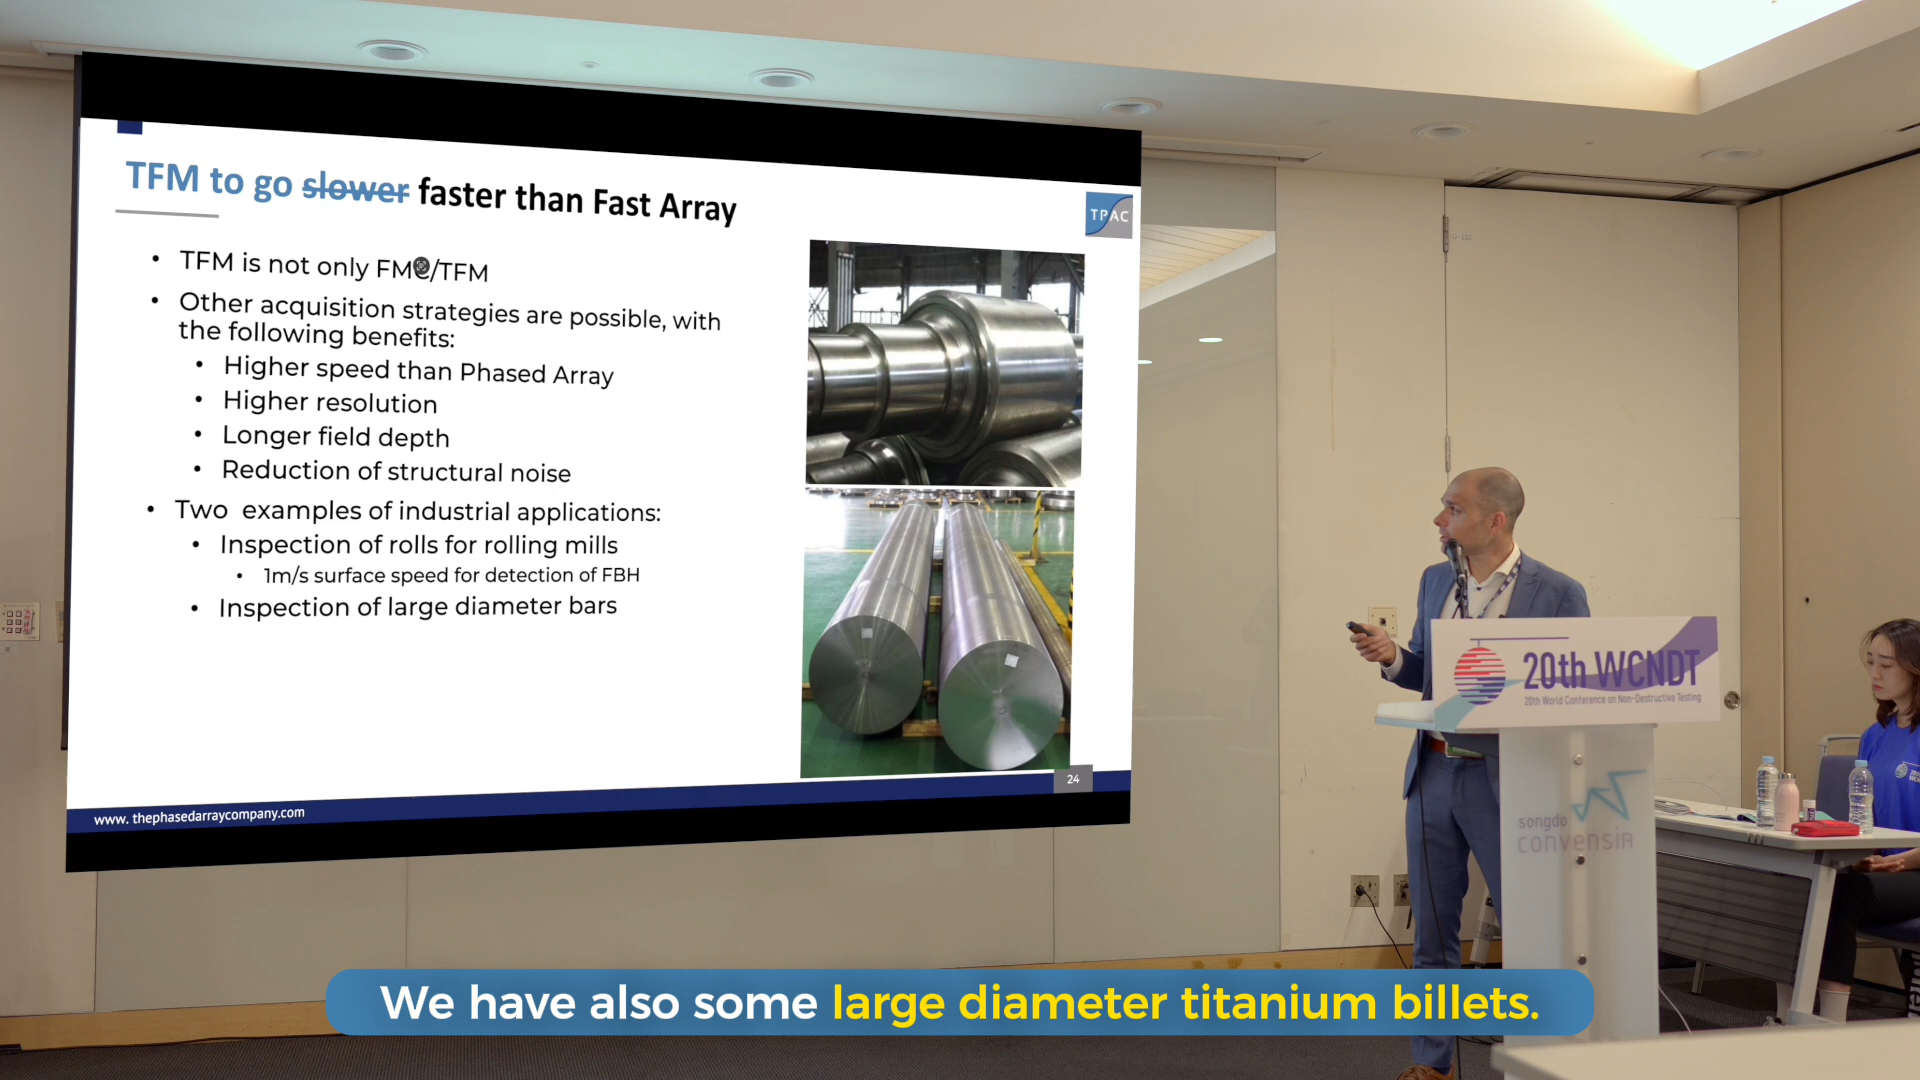 TFM to go slower faster than Fast Array
TPAC
• TFM is not only FMC/TFM
• Other acquisition strategies are possible, with
the following benefits:
• Higher speed than Phased Array
• Higher resolution
• Longer field depth
• Reduction of structural noise
• Two examples of industrial applications:
• Inspection of rolls for rolling mills
• 1m/s surface speed for detection of FBH
• Inspection of large diameter bars
24
www. thephasedarraycompany.com
20th WCNDT
20th World Conference on Non-Destructive Testing
songdo
convensia
We have also some large diameter titanium billets.